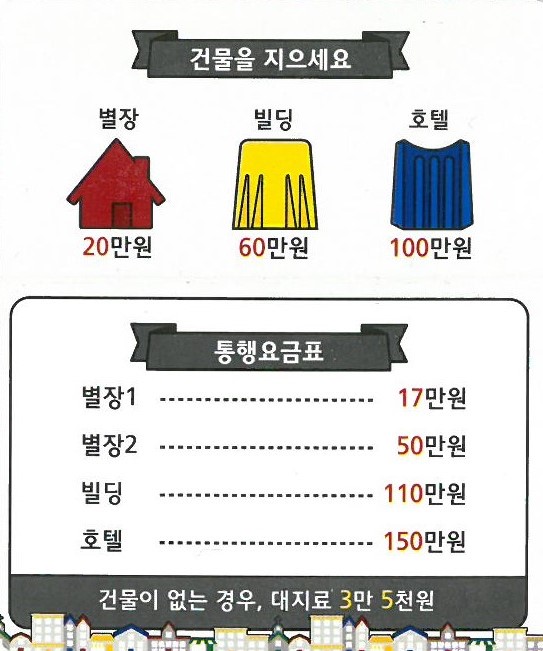 건물을 지으세요
별장 빌딩 호텔
20만원 60만원 100만원
통행요금표
별장1 ---------------------- 17만원
별장2 ---------------------- 50만원
빌딩 ---------------------- 110만원
호텔 ---------------------- 150만원
건물이 없는 경우, 대지료 3만 5천원